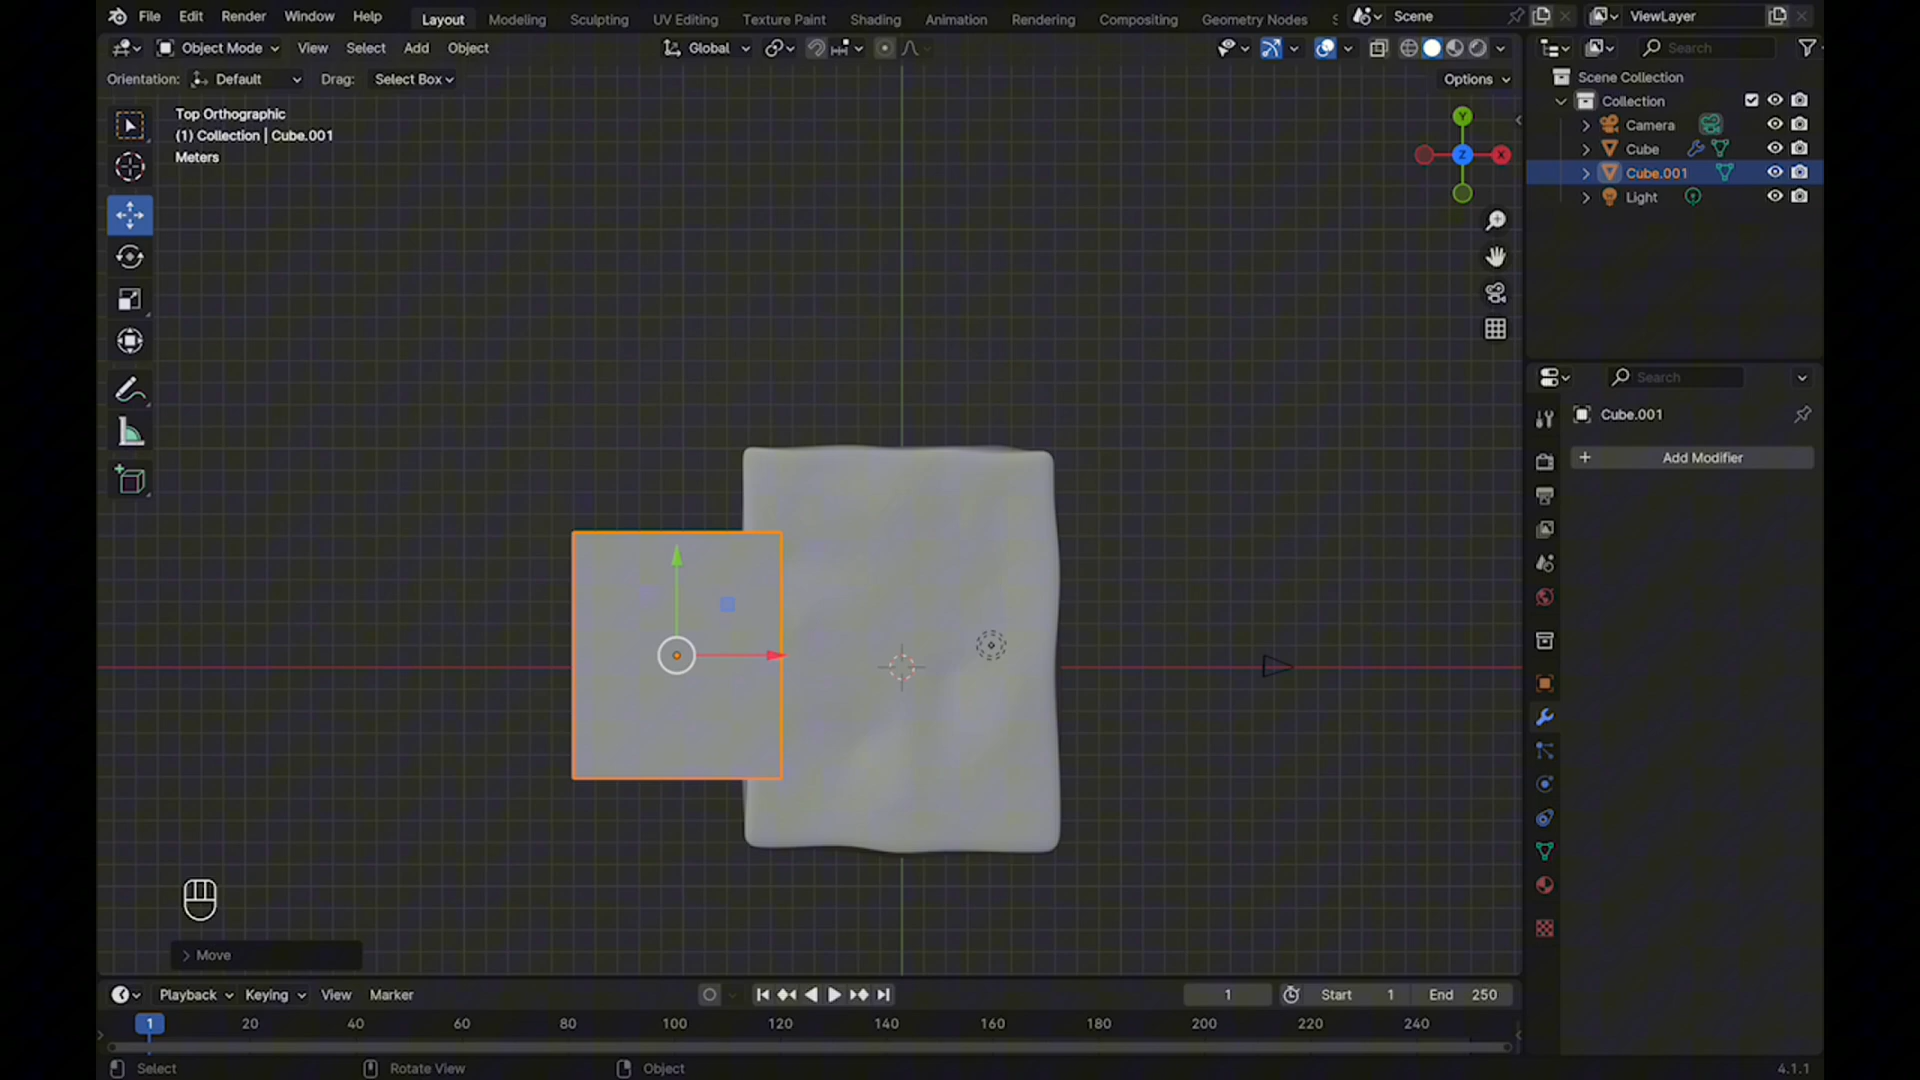 File Edit Render Window Help Layout Modeling Sculpting UV Editing Texture Paint Shading Animation Rendering Compositing Geometry Nodes S Scene ViewLayer
Object Mode View Select Add Object Global Search
Orientation: Default Drag: Select Box Options
Scene Collection
Collection
Camera
Cube
Cube.001
Light
Top Orthographic
(1) Collection | Cube.001
Meters
Y
Z
X
Search
Cube.001
+ Add Modifier
Move
Playback Keying View Marker 1 Start 1 End 250
1 20 40 60 80 100 120 140 160 180 200 220 240
Select Rotate View Object 4.1.1